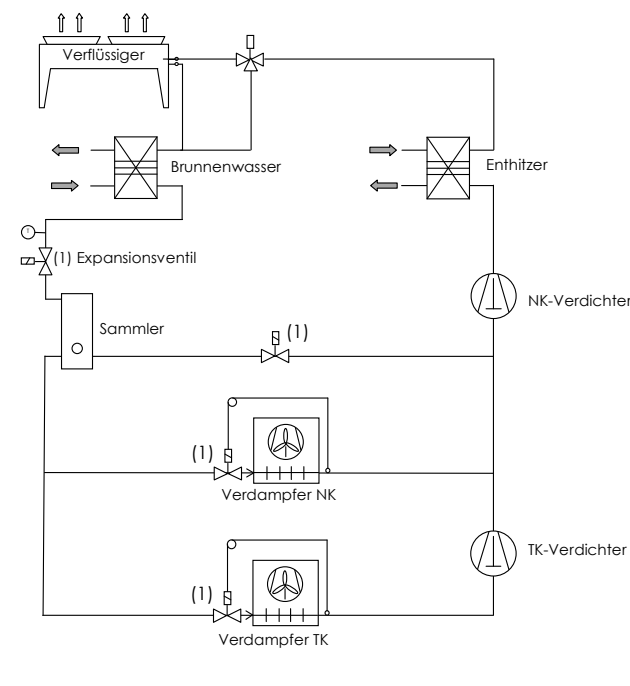 Verflüssiger
Brunnenwasser
Enthitzer
(1) Expansionsventil
NK-Verdichter
Sammler
(1)
(1)
Verdampfer NK
TK-Verdichter
(1)
Verdampfer TK